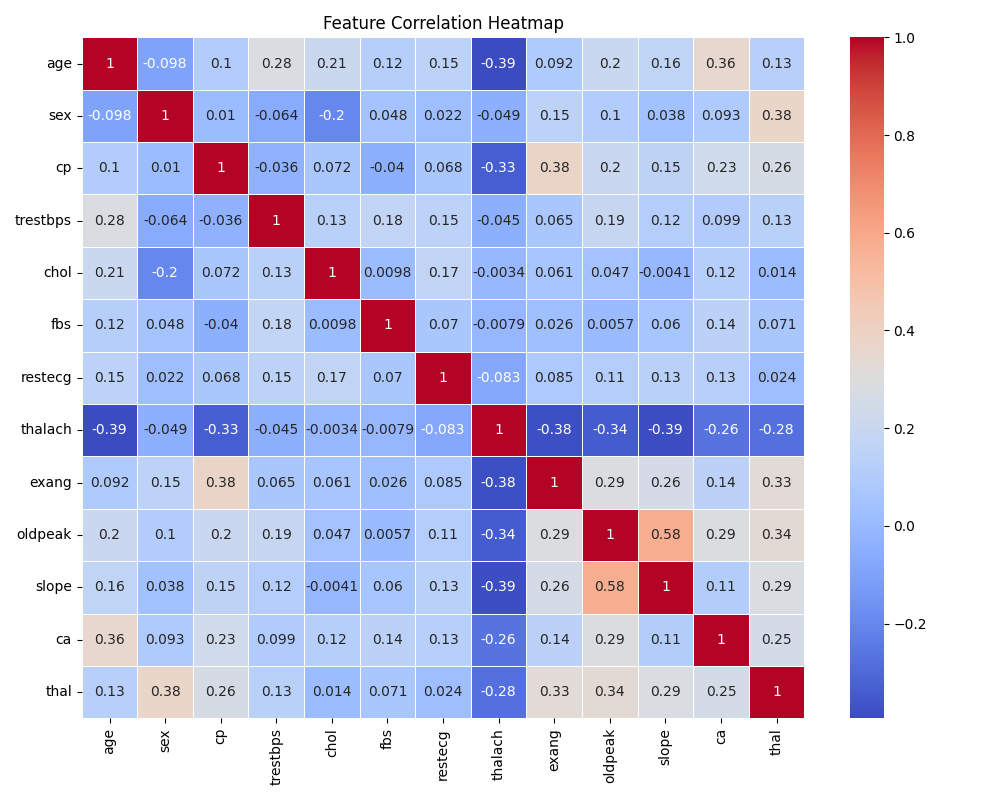 Feature Correlation Heatmap
age 1 -0.098 0.1 0.28 0.21 0.12 0.15 -0.39 0.092 0.2 0.16 0.36 0.13
sex -0.098 1 0.01 -0.064 -0.2 0.048 0.022 -0.049 0.15 0.1 0.038 0.093 0.38
cp 0.1 0.01 1 -0.036 0.072 -0.04 0.068 -0.33 0.38 0.2 0.15 0.23 0.26
trestbps 0.28 -0.064 -0.036 1 0.13 0.18 0.15 -0.045 0.065 0.19 0.12 0.099 0.13
chol 0.21 -0.2 0.072 0.13 1 0.0098 0.17 -0.0034 0.061 0.047 -0.0041 0.12 0.014
fbs 0.12 0.048 -0.04 0.18 0.0098 1 0.07 -0.0079 0.026 0.0057 0.06 0.14 0.071
restecg 0.15 0.022 0.068 0.15 0.17 0.07 1 -0.083 0.085 0.11 0.13 0.13 0.024
thalach -0.39 -0.049 -0.33 -0.045 -0.0034 -0.0079 -0.083 1 -0.38 -0.34 -0.39 -0.26 -0.28
exang 0.092 0.15 0.38 0.065 0.061 0.026 0.085 -0.38 1 0.29 0.26 0.14 0.33
oldpeak 0.2 0.1 0.2 0.19 0.047 0.0057 0.11 -0.34 0.29 1 0.58 0.29 0.34
slope 0.16 0.038 0.15 0.12 -0.0041 0.06 0.13 -0.39 0.26 0.58 1 0.11 0.29
ca 0.36 0.093 0.23 0.099 0.12 0.14 0.13 -0.26 0.14 0.29 0.11 1 0.25
thal 0.13 0.38 0.26 0.13 0.014 0.071 0.024 -0.28 0.33 0.34 0.29 0.25 1
age sex cp trestbps chol fbs restecg thalach exang oldpeak slope ca thal
1.0
0.8
0.6
0.4
0.2
0.0
−0.2